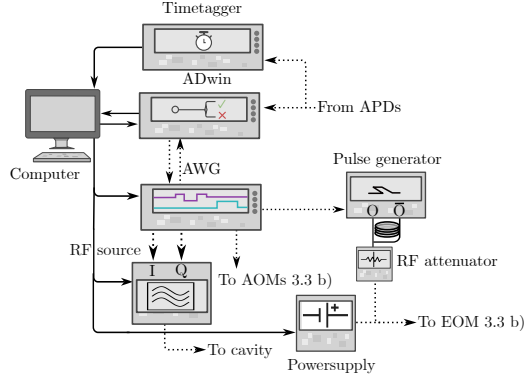 Timetagger
ADwin
From APDs
Computer
AWG
Pulse generator
O O̅
RF source
I Q
RF attenuator
To AOMs 3.3 b)
To EOM 3.3 b)
To cavity
Powersupply